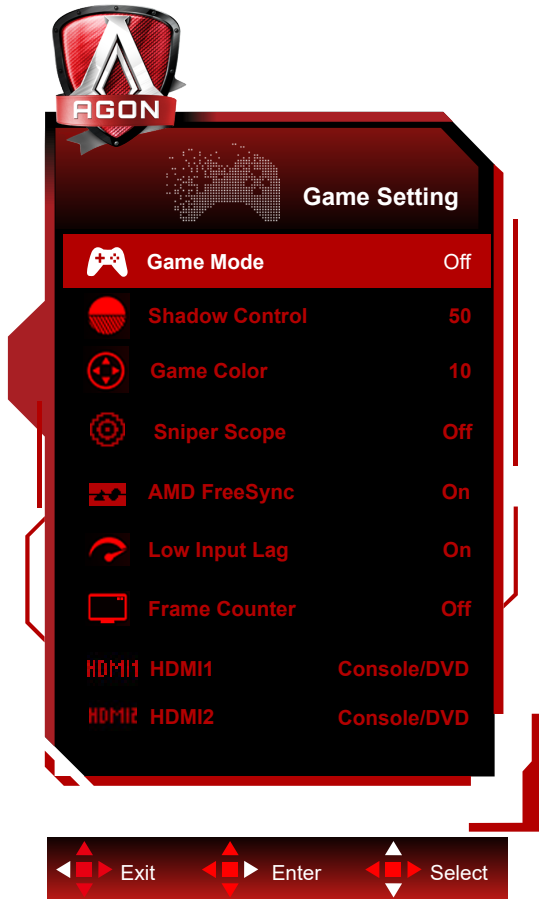 AGON
Game Setting
Game Mode Off
Shadow Control 50
Game Color 10
Sniper Scope Off
AMD FreeSync On
Low Input Lag On
Frame Counter Off
HDMI1 HDMI1 Console/DVD
HDMI2 HDMI2 Console/DVD
Exit Enter Select